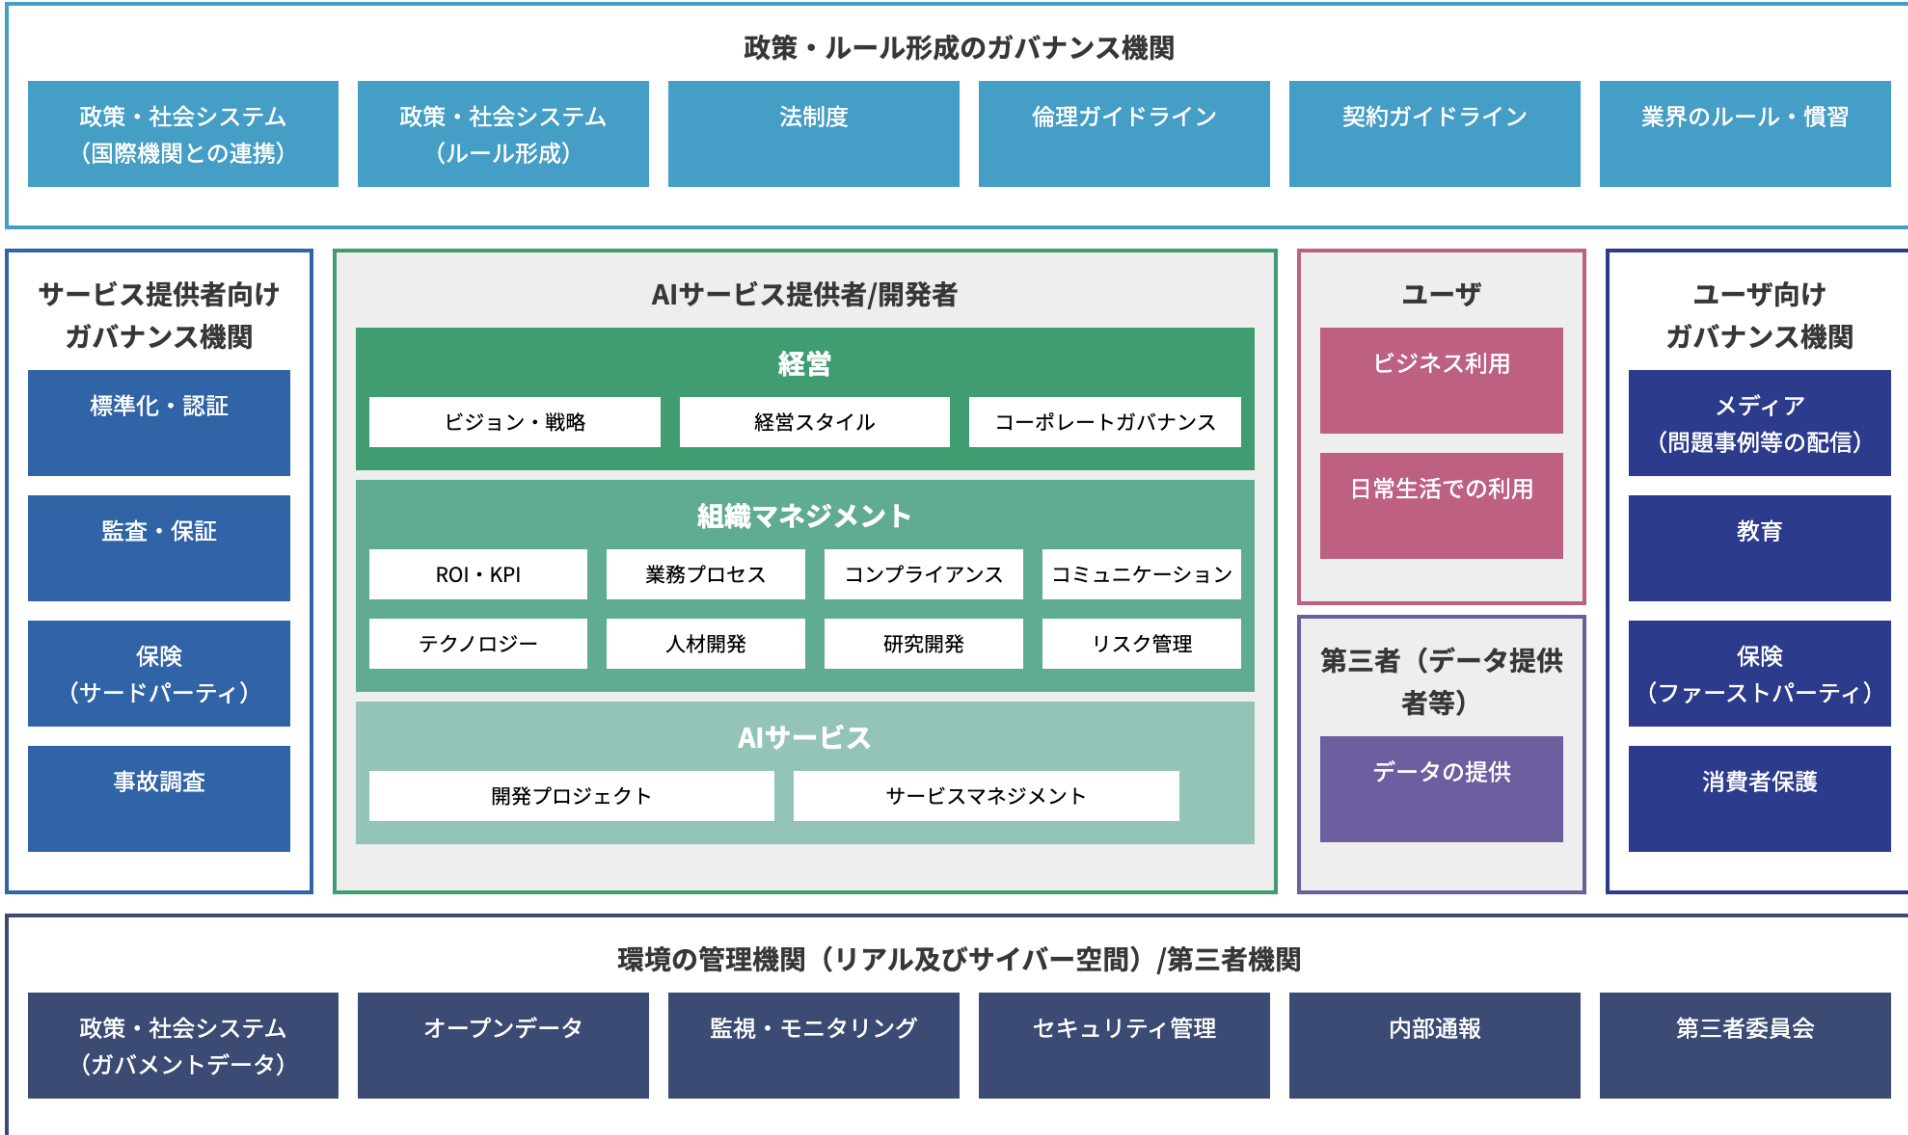 政策・ルール形成のガバナンス機関
政策・社会システム
（国際機関との連携）
政策・社会システム
（ルール形成）
法制度
倫理ガイドライン
契約ガイドライン
業界のルール・慣習
サービス提供者向け
ガバナンス機関
標準化・認証
監査・保証
保険
（サードパーティ）
事故調査
AIサービス提供者/開発者
経営
ビジョン・戦略
経営スタイル
コーポレートガバナンス
組織マネジメント
ROI・KPI
業務プロセス
コンプライアンス
コミュニケーション
テクノロジー
人材開発
研究開発
リスク管理
AIサービス
開発プロジェクト
サービスマネジメント
ユーザ
ビジネス利用
日常生活での利用
第三者（データ提供
者等）
データの提供
ユーザ向け
ガバナンス機関
メディア
（問題事例等の配信）
教育
保険
（ファーストパーティ）
消費者保護
環境の管理機関（リアル及びサイバー空間）/第三者機関
政策・社会システム
（ガバメントデータ）
オープンデータ
監視・モニタリング
セキュリティ管理
内部通報
第三者委員会